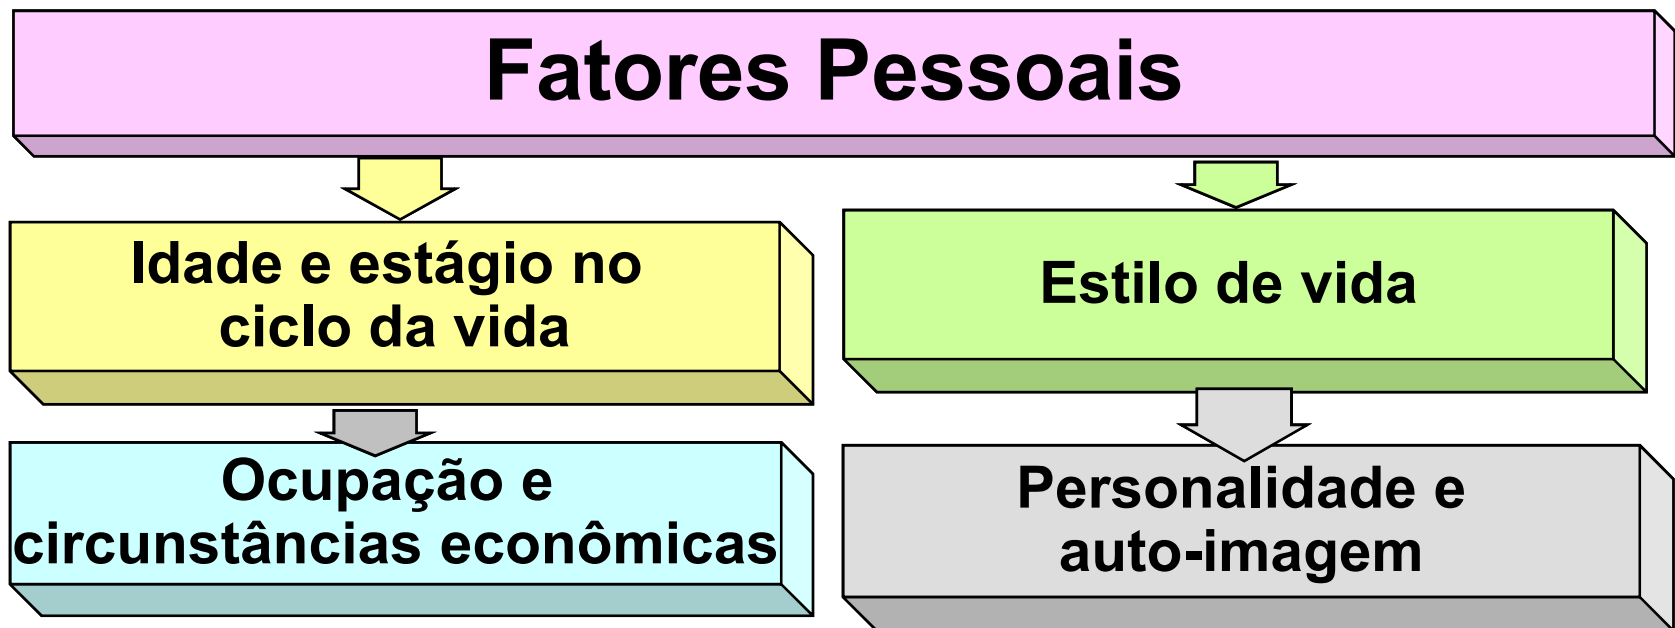 Fatores Pessoais
Idade e estágio no
ciclo da vida
Estilo de vida
Ocupação e
circunstâncias econômicas
Personalidade e
auto-imagem